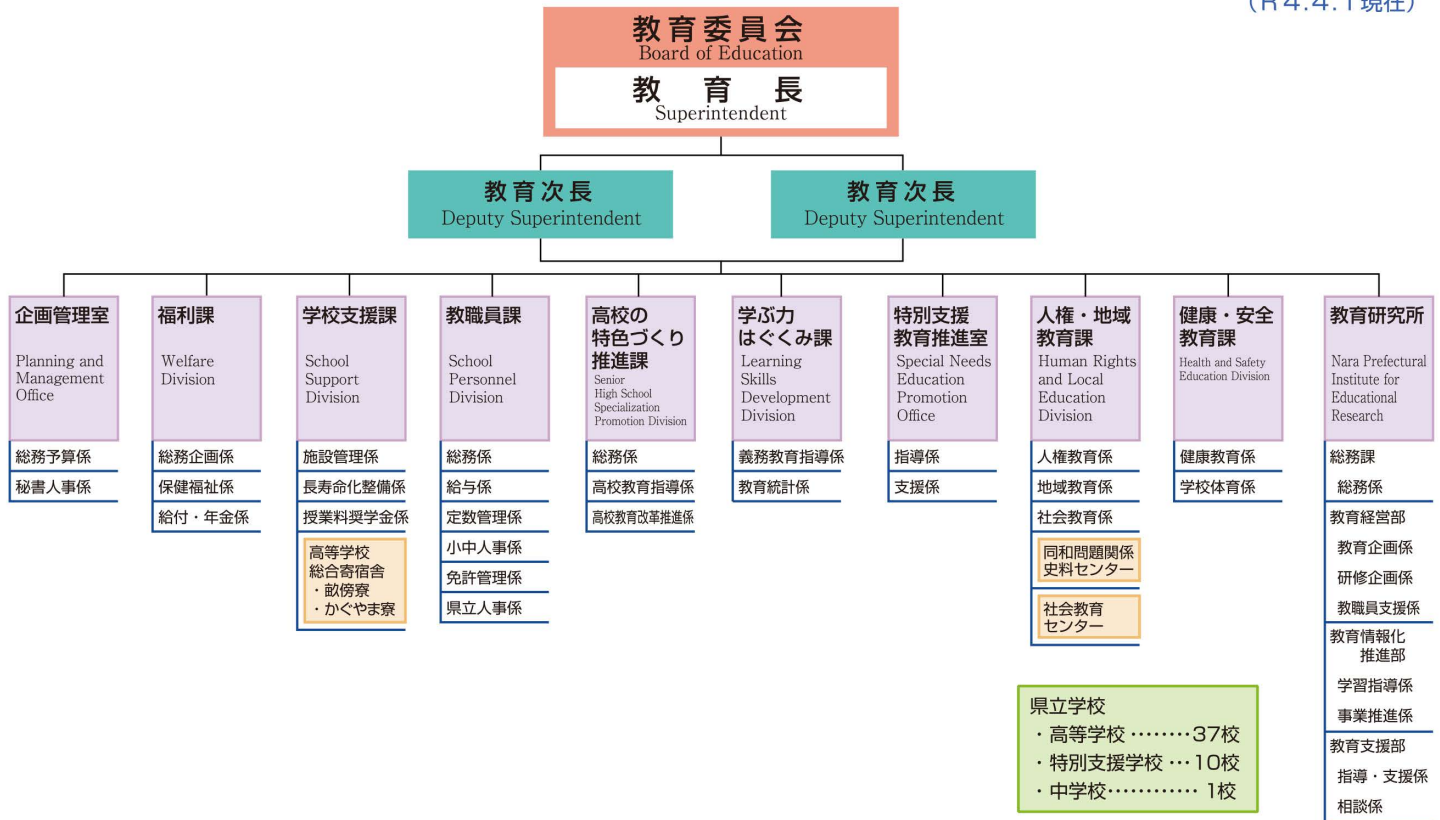 (R4.4.1現在)
教育委員会
Board of Education
教育長
Superintendent
教育次長
Deputy Superintendent
教育次長
Deputy Superintendent
企画管理室
Planning and
Management
Office
総務予算係
秘書人事係
福利課
Welfare
Division
総務企画係
保健福祉係
給付・年金係
学校支援課
School
Support
Division
施設管理係
長寿命化整備係
授業料奨学金係
高等学校
総合寄宿舎
・畝傍寮
・かぐやま寮
教職員課
School
Personnel
Division
総務係
給与係
定数管理係
小中人事係
免許管理係
県立人事係
高校の
特色づくり
推進課
Senior
High School
Specialization
Promotion Division
総務係
高校教育指導係
高校教育改革推進係
学ぶ力
はぐくみ課
Learning
Skills
Development
Division
義務教育指導係
教育統計係
特別支援
教育推進室
Special Needs
Education
Promotion
Office
指導係
支援係
人権・地域
教育課
Human Rights
and Local
Education
Division
人権教育係
地域教育係
社会教育係
同和問題関係
史料センター
社会教育
センター
健康・安全
教育課
Health and Safety
Education Division
健康教育係
学校体育係
教育研究所
Nara Prefectural
Institute for
Educational
Research
総務課
総務係
教育経営部
教育企画係
研修企画係
教職員支援係
教育情報化
推進部
学習指導係
事業推進係
教育支援部
指導・支援係
相談係
県立学校
・高等学校………37校
・特別支援学校…10校
・中学校…………1校